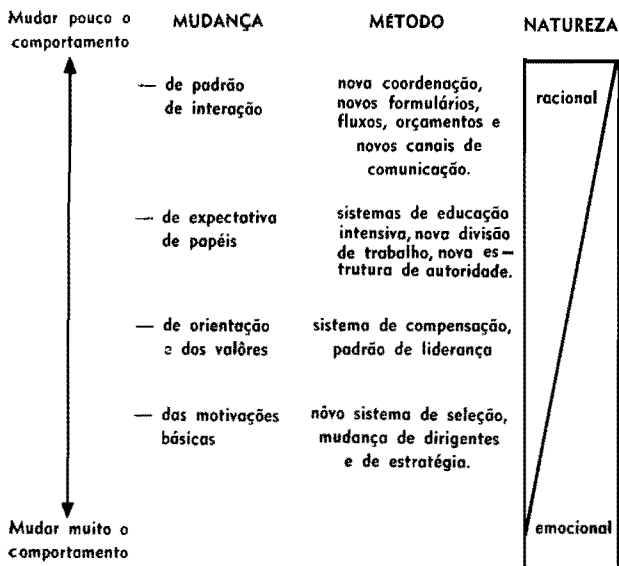 Mudar pouco o
comportamento
MUDANÇA
MÉTODO
NATUREZA
— de padrão
de interação
nova coordenação,
novos formulários,
fluxos, orçamentos e
novos canais de
comunicação.
racional
— de expectativa
de papéis
sistemas de educação
intensiva, nova divisão
de trabalho, nova es—
trutura de autoridade.
— de orientação
e dos valôres
sistema de compensação,
padrão de liderança
— das motivações
básicas
nôvo sistema de seleção,
mudança de dirigentes
e de estratégia.
Mudar muito o
comportamento
emocional